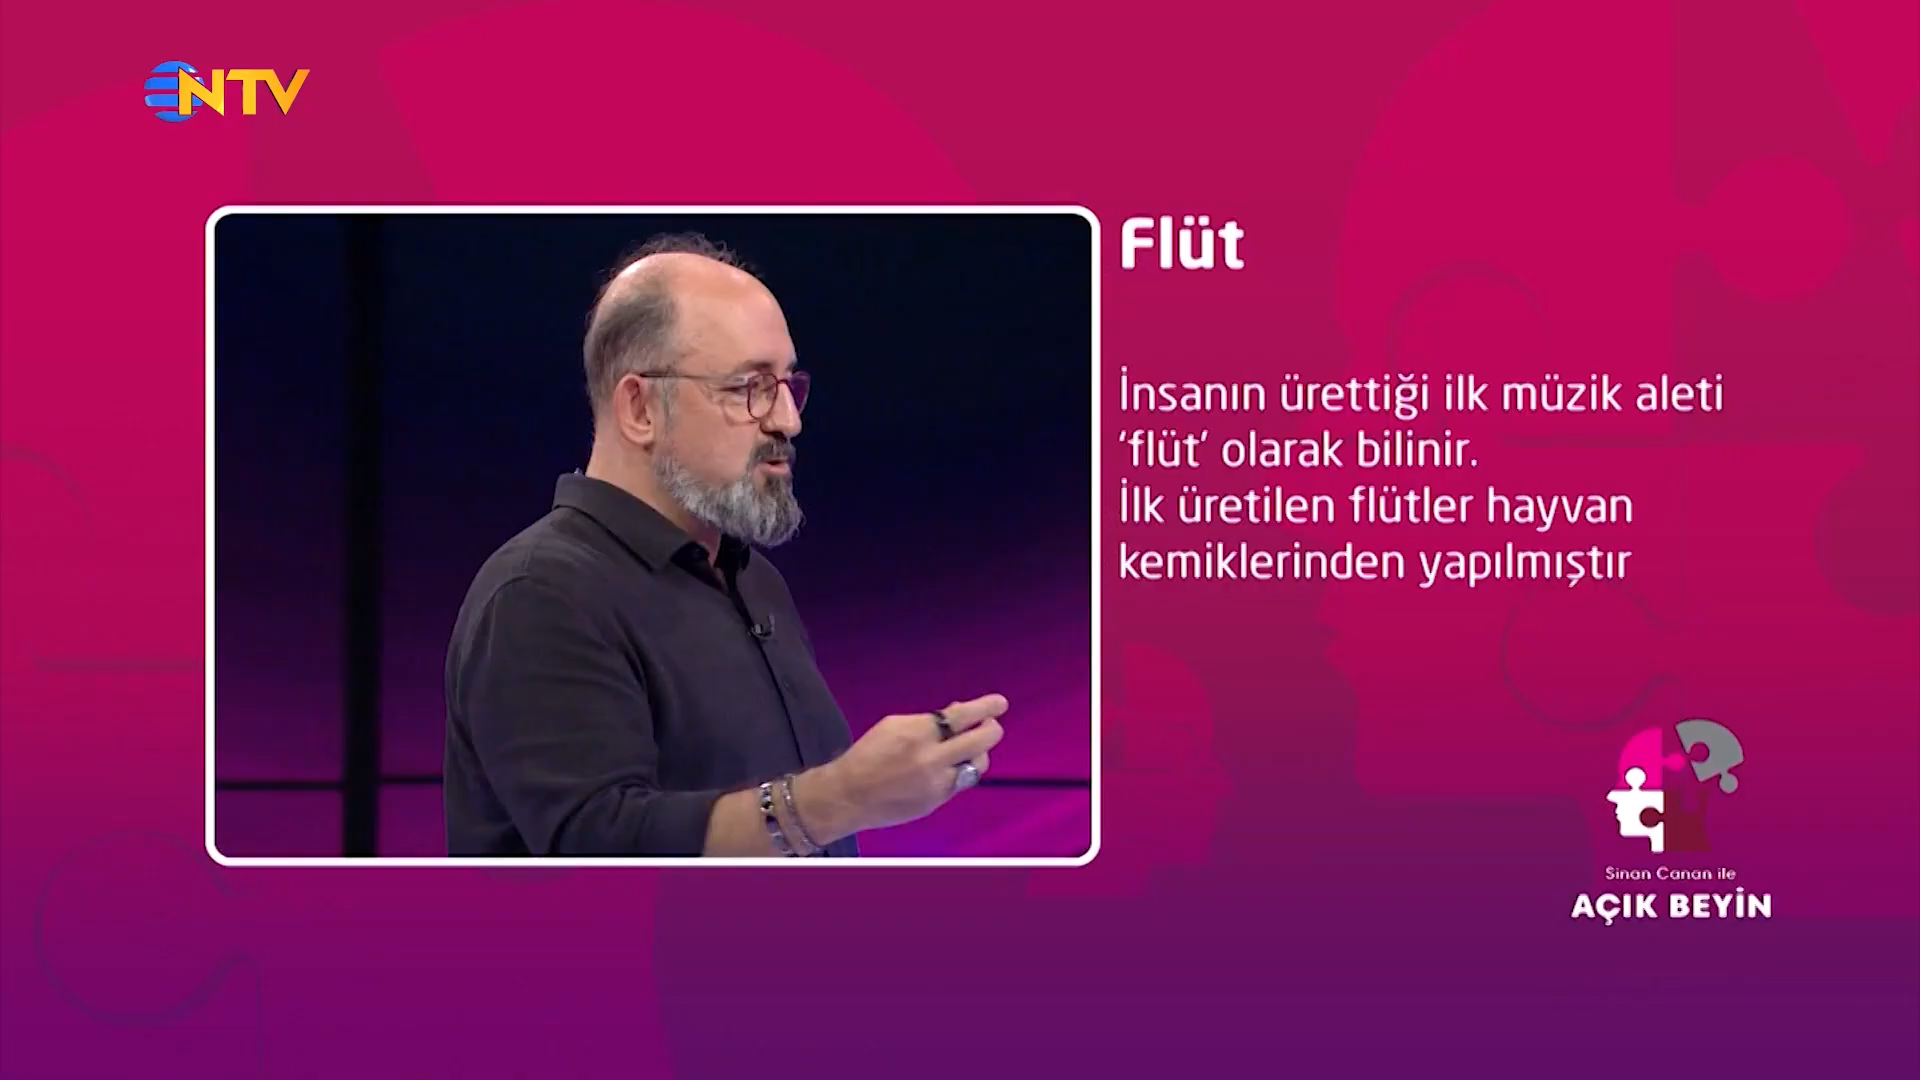 NTV
Flüt
İnsanın ürettiği ilk müzik aleti
‘flüt’ olarak bilinir.
İlk üretilen flütler hayvan
kemiklerinden yapılmıştır
Sinan Canan ile
AÇIK BEYİN